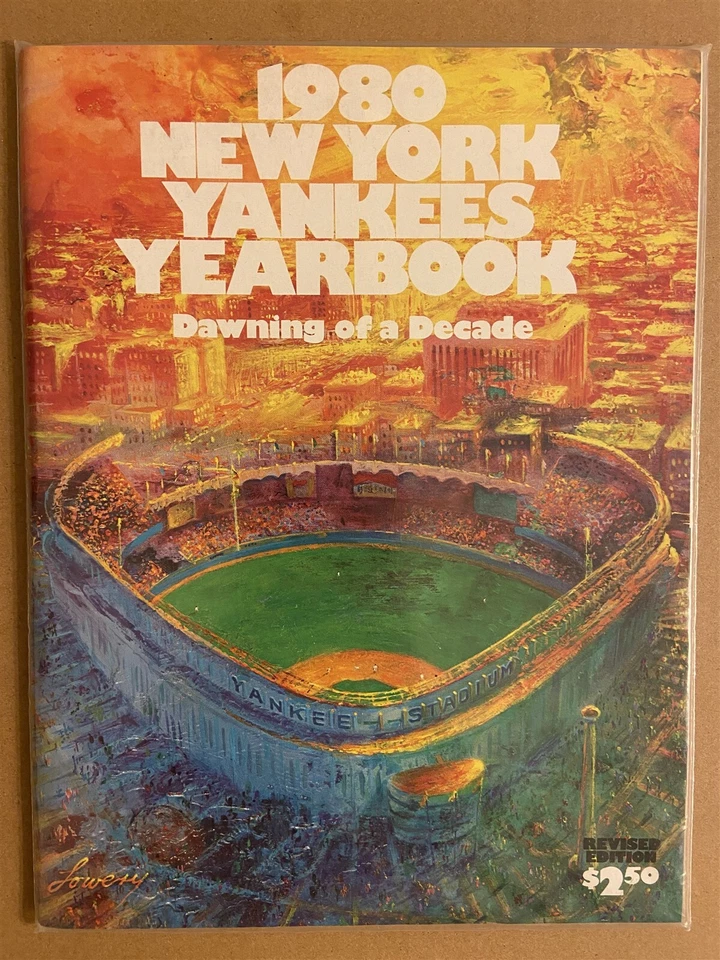 1980
NEW YORK
YANKEES
YEARBOOK
Dawning of a Decade
YANKEE STADIUM
Lowery
REVISED
EDITION
$2.50